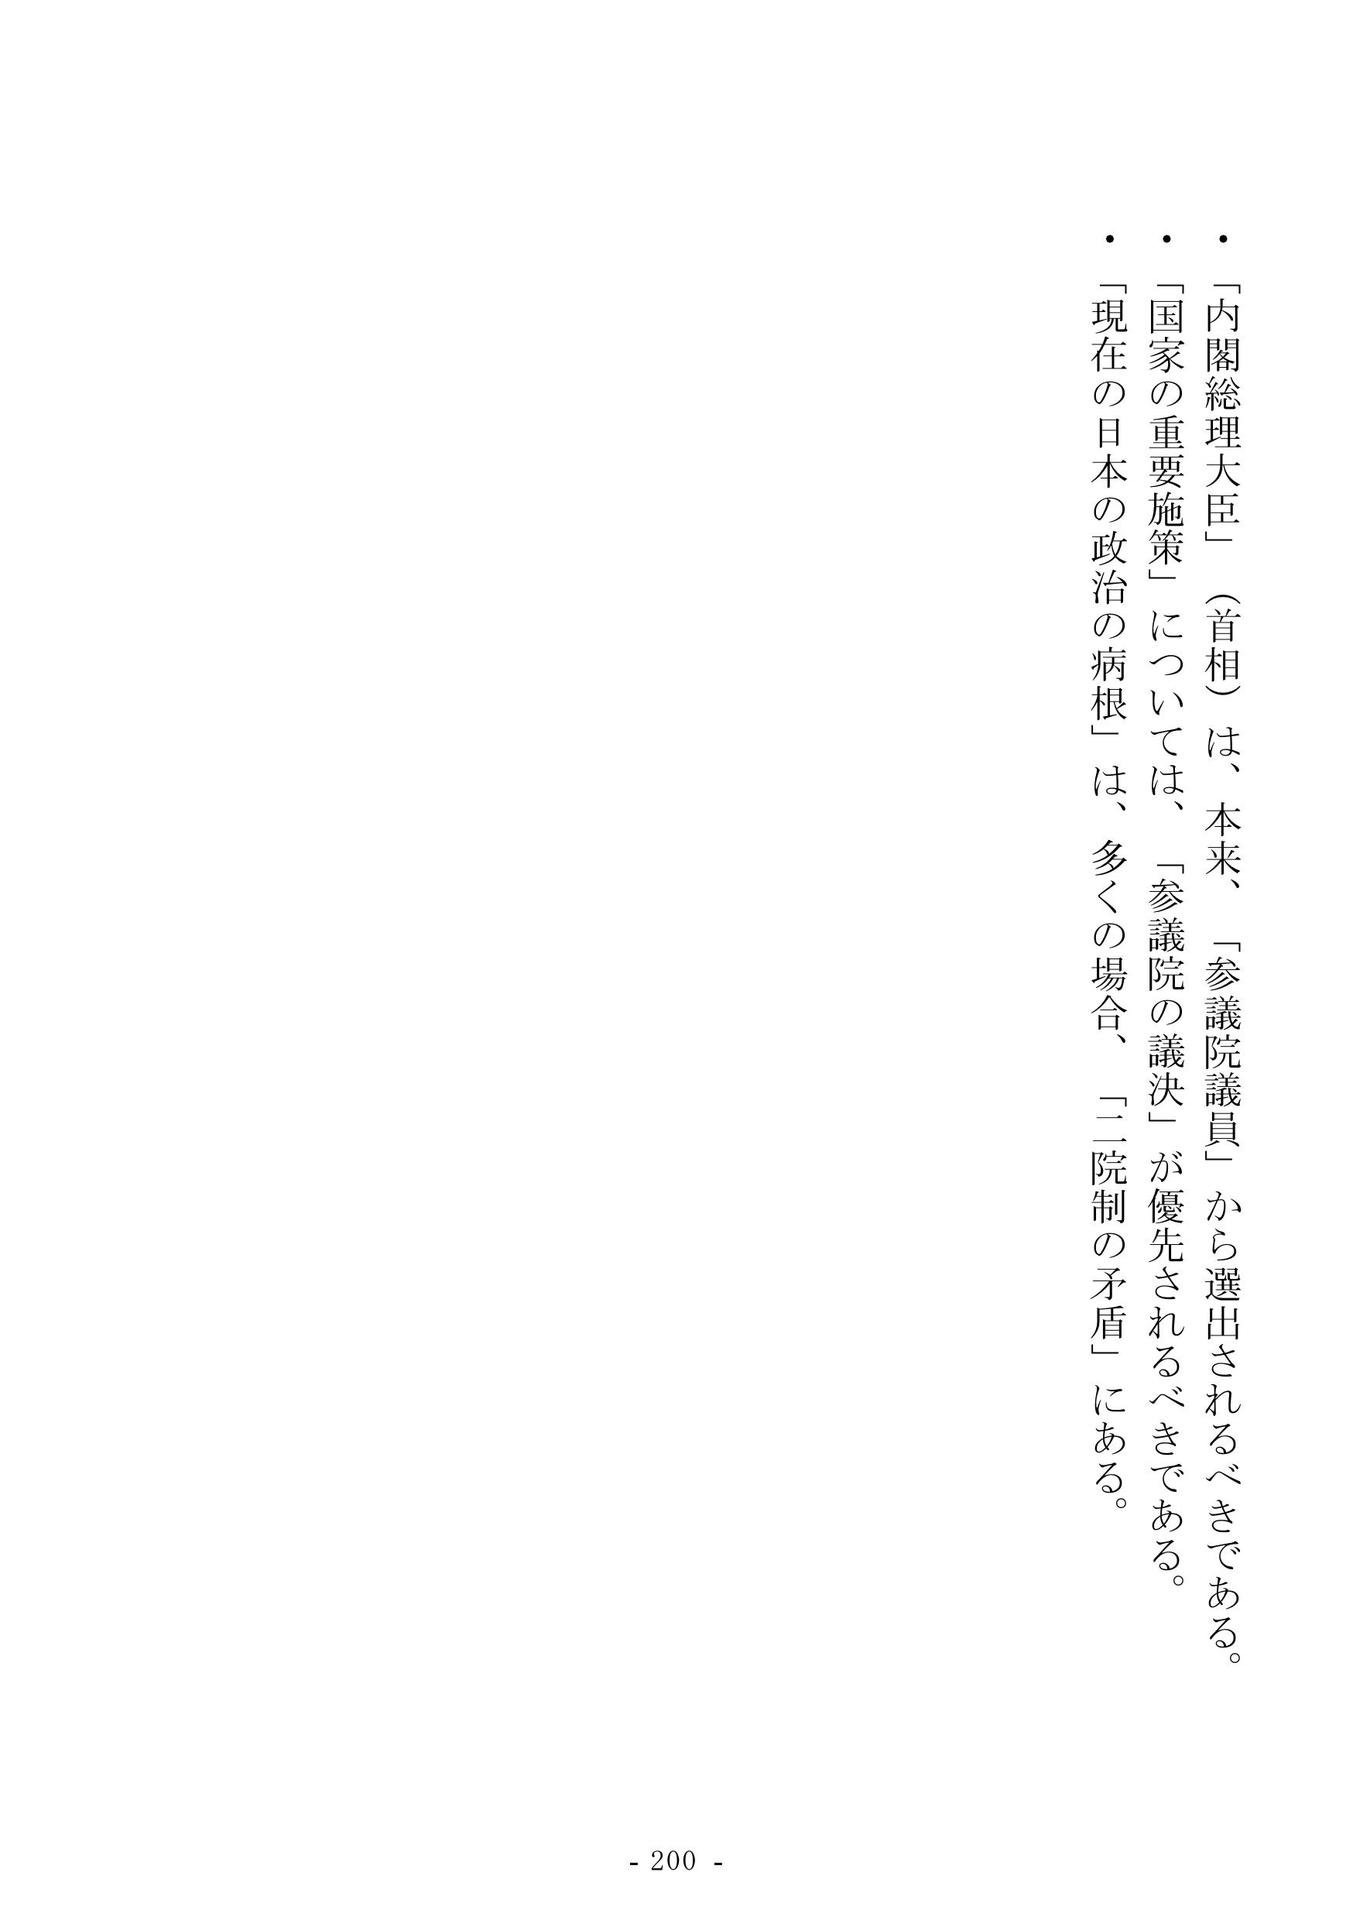 ・「内閣総理大臣」（首相）は、本来、「参議院議員」から選出されるべきである。
・「国家の重要施策」については、「参議院の議決」が優先されるべきである。
・「現在の日本の政治の病根」は、多くの場合、「二院制の矛盾」にある。
- 200 -